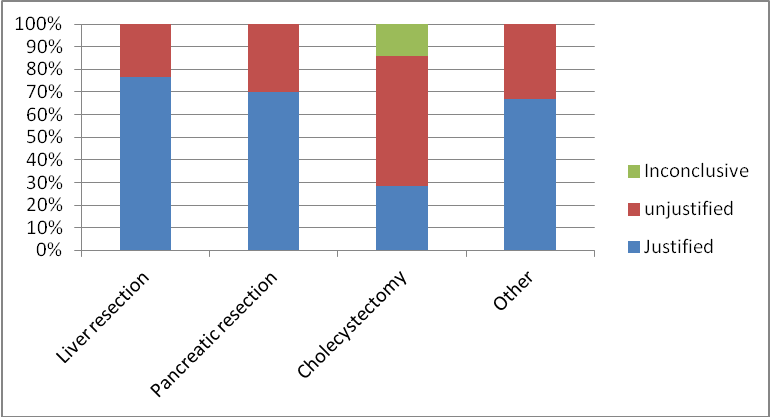 100%
90%
80%
70%
60%
50%
40%
30%
20%
10%
0%
Liver resection
Pancreatic resection
Cholecystectomy
Other
Inconclusive
unjustified
Justified